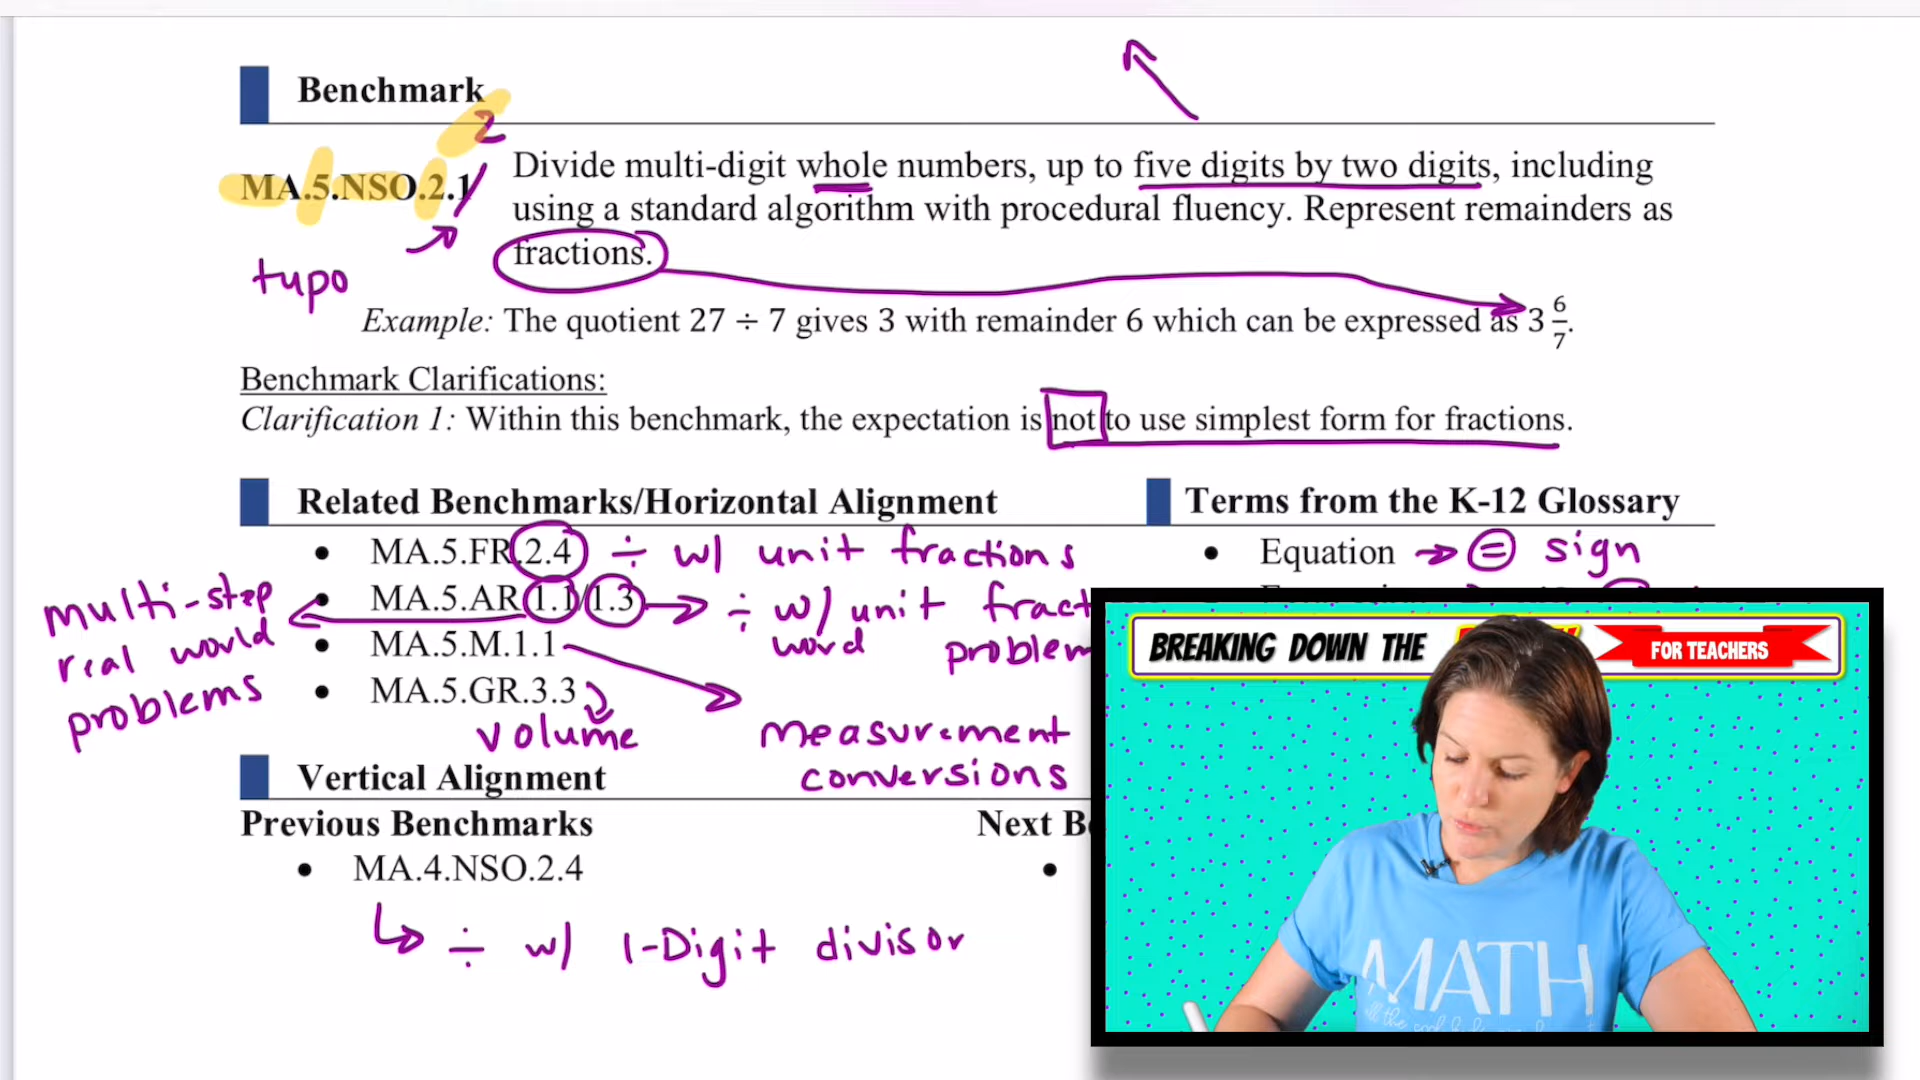 Benchmark
2
MA.5.NSO.2.1
Divide multi-digit whole numbers, up to five digits by two digits, including
using a standard algorithm with procedural fluency. Represent remainders as
fractions.
typo
Example: The quotient 27 ÷ 7 gives 3 with remainder 6 which can be expressed as 3 6/7.
Benchmark Clarifications:
Clarification 1: Within this benchmark, the expectation is not to use simplest form for fractions.
Related Benchmarks/Horizontal Alignment
Terms from the K-12 Glossary
• MA.5.FR.2.4 ÷ w/ unit fractions
• Equation → = sign
• MA.5.AR.1.1/1.3 → ÷ w/ unit fract
word problem
multi-step
real world
problems
• MA.5.M.1.1
measurement
conversions
• MA.5.GR.3.3
volume
Vertical Alignment
Previous Benchmarks
Next
• MA.4.NSO.2.4
÷ w/ 1-Digit divisor
BREAKING DOWN THE
FOR TEACHERS
MATH